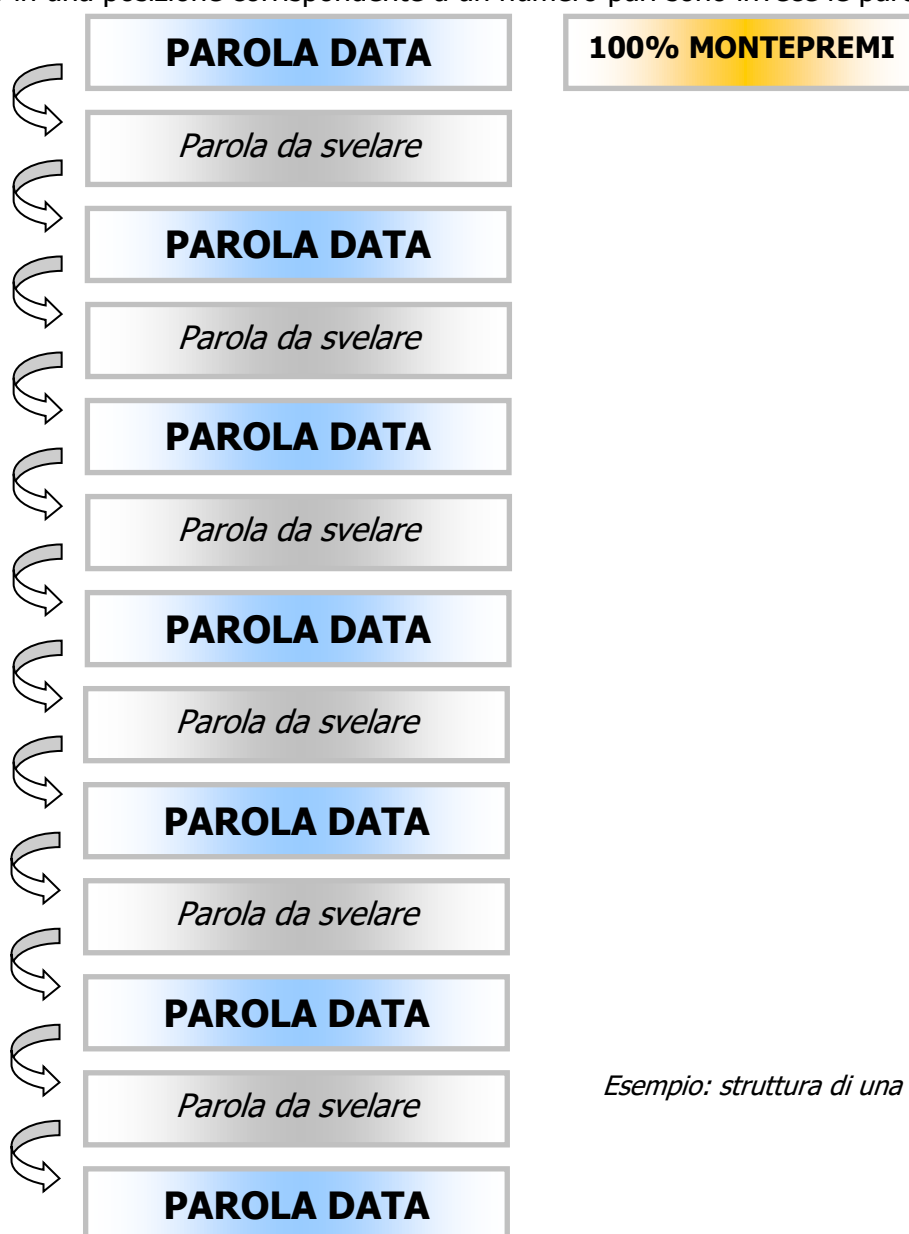 in una posizione corrispondente a un numero pari sono invece le
PAROLA DATA
100% MONTEPREMI
Parola da svelare
PAROLA DATA
Parola da svelare
PAROLA DATA
Parola da svelare
PAROLA DATA
Parola da svelare
PAROLA DATA
Parola da svelare
PAROLA DATA
Parola da svelare
Esempio: struttura di una
PAROLA DATA